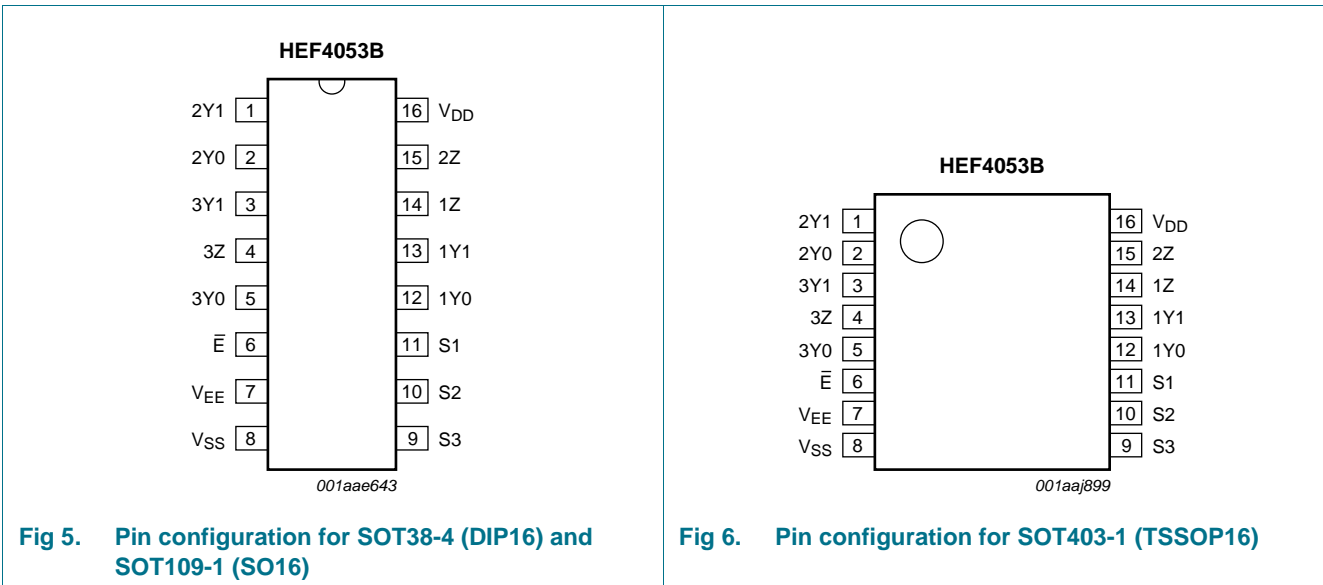 HEF4053B
2Y1 1 16 VDD
2Y0 2 15 2Z
3Y1 3 14 1Z
3Z 4 13 1Y1
3Y0 5 12 1Y0
E̅ 6 11 S1
VEE 7 10 S2
VSS 8 9 S3
001aae643
Fig 5. Pin configuration for SOT38-4 (DIP16) and
SOT109-1 (SO16)
HEF4053B
2Y1 1 16 VDD
2Y0 2 15 2Z
3Y1 3 14 1Z
3Z 4 13 1Y1
3Y0 5 12 1Y0
E̅ 6 11 S1
VEE 7 10 S2
VSS 8 9 S3
001aaj899
Fig 6. Pin configuration for SOT403-1 (TSSOP16)